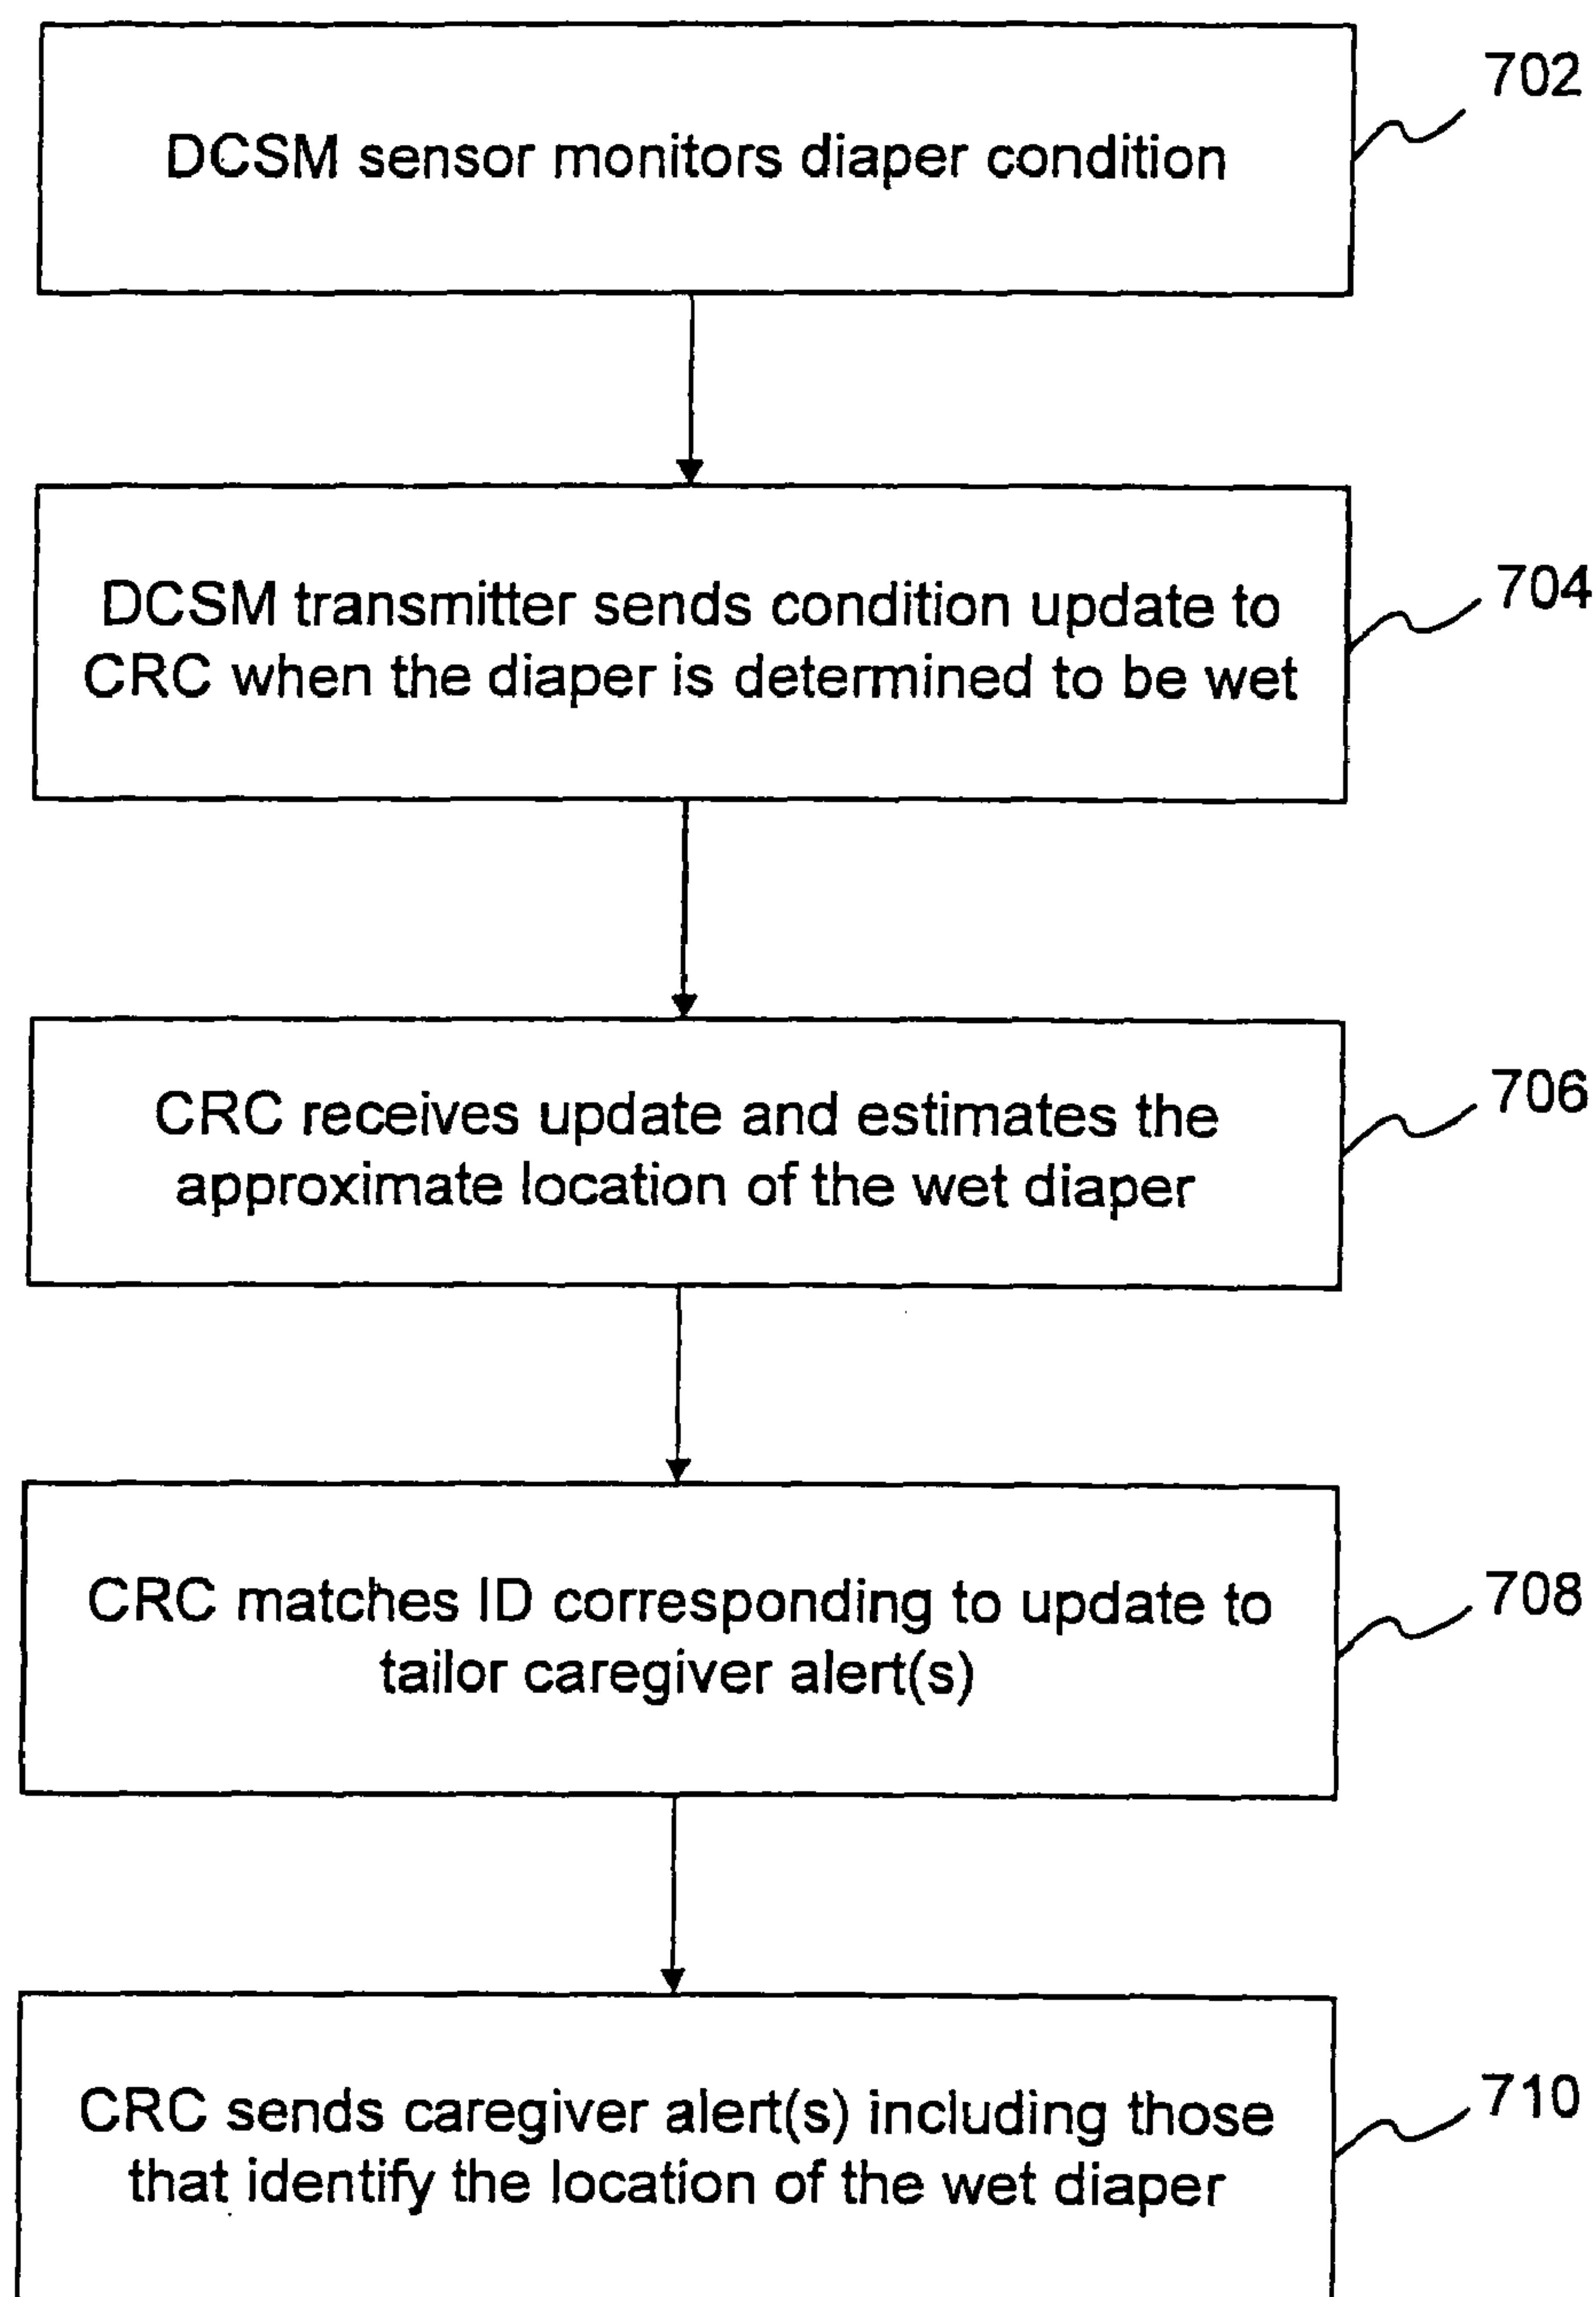 702
DCSM sensor monitors diaper condition
704
DCSM transmitter sends condition update to
CRC when the diaper is determined to be wet
706
CRC receives update and estimates the
approximate location of the wet diaper
708
CRC matches ID corresponding to update to
tailor caregiver alert(s)
710
CRC sends caregiver alert(s) including those
that identify the location of the wet diaper